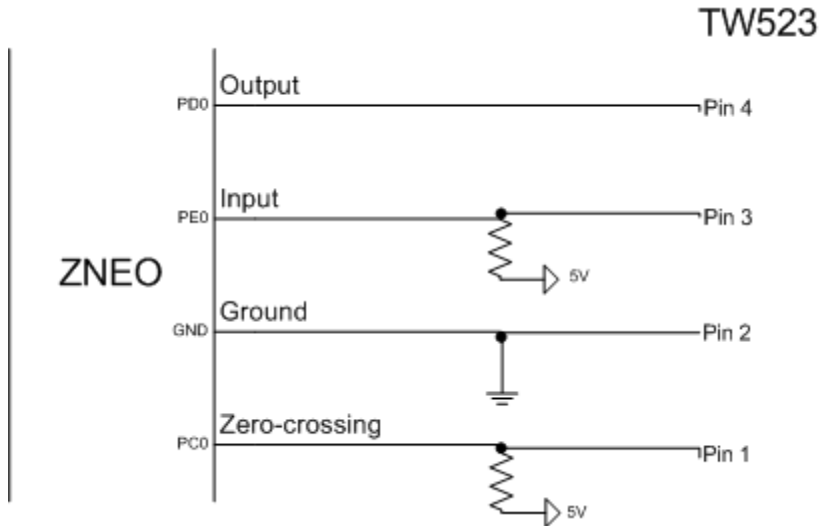 TW523
Output
PD0
Pin 4
Input
PE0
Pin 3
ZNEO
5V
Ground
GND
Pin 2
Zero-crossing
PC0
Pin 1
5V